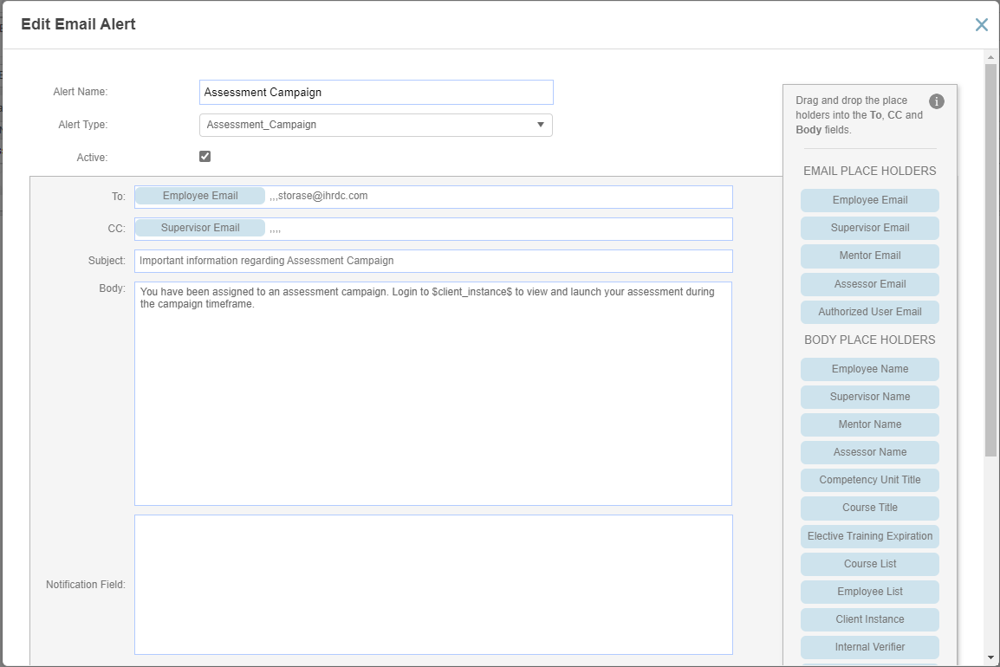 Edit Email Alert
Alert Name: Assessment Campaign
Alert Type: Assessment_Campaign
Active:
To: Employee Email ,,,storase@ihrdc.com
CC: Supervisor Email ,,,,
Subject: Important information regarding Assessment Campaign
Body: You have been assigned to an assessment campaign. Login to $client_instance$ to view and launch your assessment during
the campaign timeframe.
Notification Field:
Drag and drop the place
holders into the To, CC and
Body fields.
i
EMAIL PLACE HOLDERS
Employee Email
Supervisor Email
Mentor Email
Assessor Email
Authorized User Email
BODY PLACE HOLDERS
Employee Name
Supervisor Name
Mentor Name
Assessor Name
Competency Unit Title
Course Title
Elective Training Expiration
Course List
Employee List
Client Instance
Internal Verifier